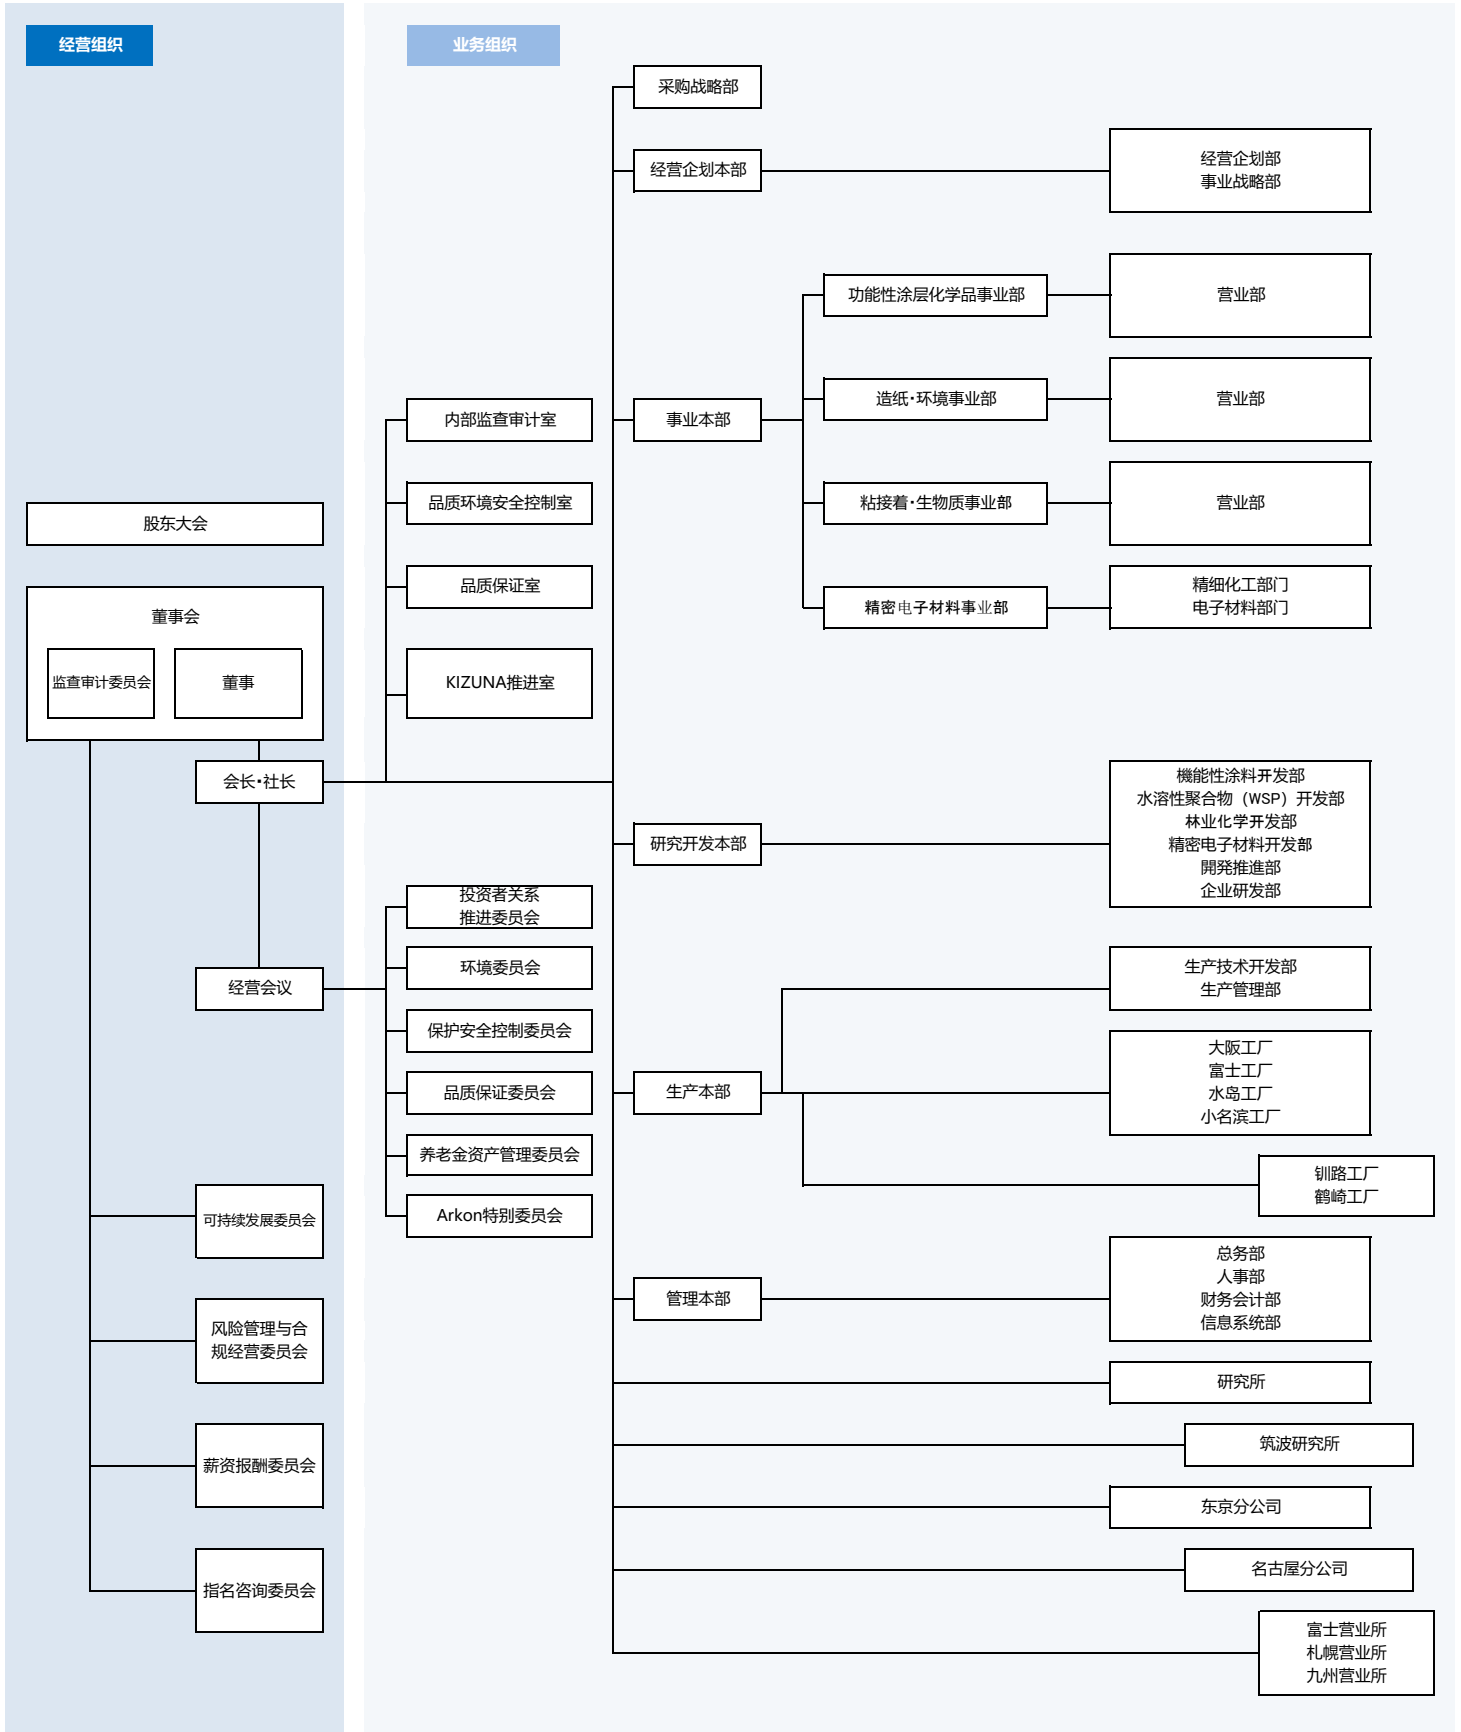 经营组织
业务组织
采购战略部
经营企划本部
经营企划部
事业战略部
功能性涂层化学品事业部
营业部
造纸・环境事业部
营业部
内部监查审计室
事业本部
品质环境安全控制室
粘接着・生物质事业部
营业部
股东大会
品质保证室
精密电子材料事业部
精细化工部门
电子材料部门
董事会
监查审计委员会
董事
KIZUNA推进室
会长・社长
機能性涂料开发部
水溶性聚合物（WSP）开发部
林业化学开发部
精密电子材料开发部
開発推進部
企业研发部
研究开发本部
投资者关系
推进委员会
环境委员会
经营会议
生产技术开发部
生产管理部
保护安全控制委员会
大阪工厂
富士工厂
水岛工厂
小名滨工厂
品质保证委员会
生产本部
养老金资产管理委员会
钏路工厂
鹤崎工厂
可持续发展委员会
Arkon特别委员会
总务部
人事部
财务会计部
信息系统部
管理本部
风险管理与合
规经营委员会
研究所
筑波研究所
薪资报酬委员会
东京分公司
名古屋分公司
指名咨询委员会
富士营业所
札幌营业所
九州营业所